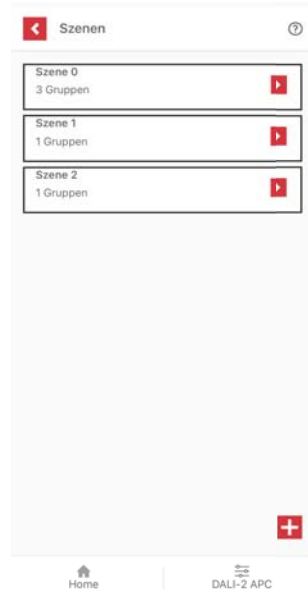 Szenen
Szene 0
3 Gruppen
Szene 1
1 Gruppen
Szene 2
1 Gruppen
Home
DALI-2 APC